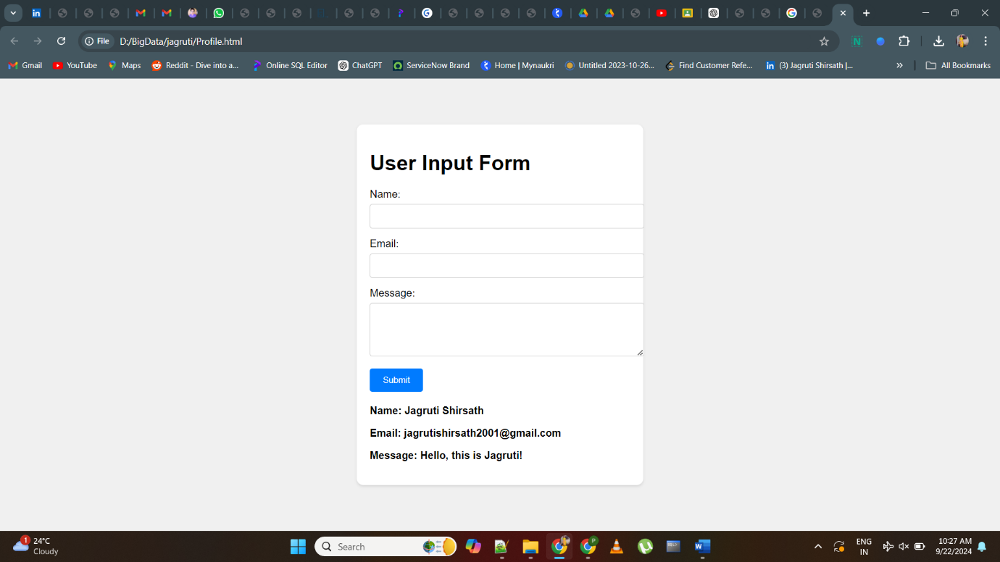 File
D:/BigData/jagruti/Profile.html
Gmail
YouTube
Maps
Reddit - Dive into a...
Online SQL Editor
ChatGPT
ServiceNow Brand
Home | Mynaukri
Untitled 2023-10-26...
Find Customer Refe...
(3) Jagruti Shirsath |...
»
All Bookmarks
User Input Form
Name:
Email:
Message:
Submit
Name: Jagruti Shirsath
Email: jagrutishirsath2001@gmail.com
Message: Hello, this is Jagruti!
1
24°C
Cloudy
Search
ENG
IN
10:27 AM
9/22/2024